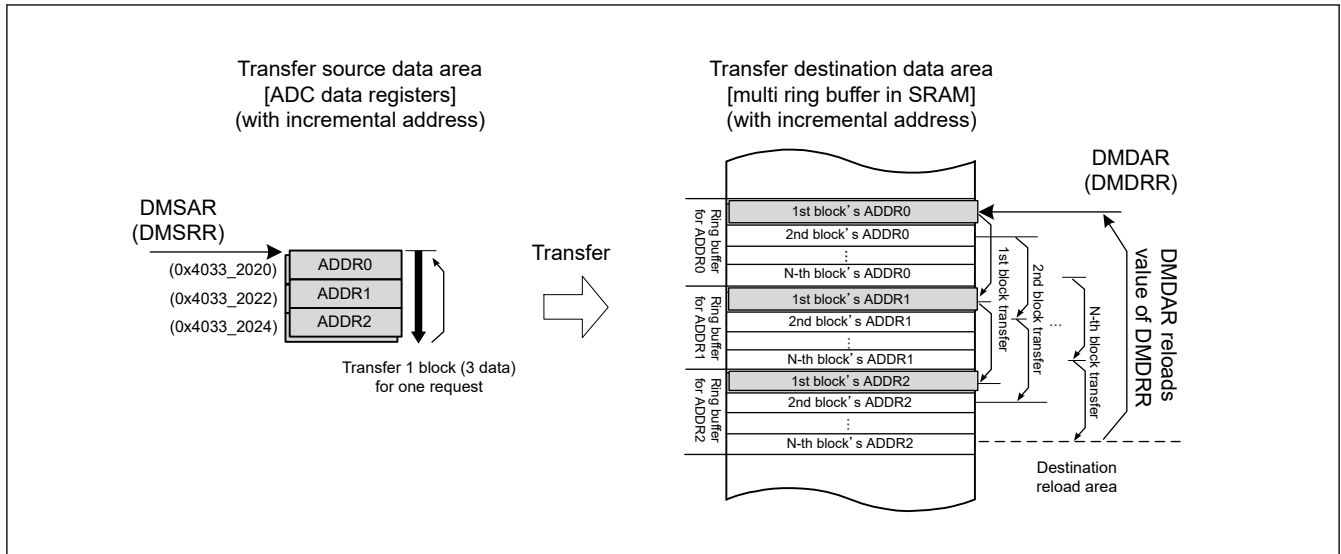 Transfer source data area
[ADC data registers]
(with incremental address)
DMSAR
(DMSRR)
(0x4033_2020)
(0x4033_2022)
(0x4033_2024)
ADDR0
ADDR1
ADDR2
Transfer 1 block (3 data)
for one request
Transfer
Transfer destination data area
[multi ring buffer in SRAM]
(with incremental address)
DMDAR
(DMDRR)
Ring buffer
for ADDR0
1st block’s ADDR0
2nd block’s ADDR0
⋮
N-th block’s ADDR0
Ring buffer
for ADDR1
1st block’s ADDR1
2nd block’s ADDR1
⋮
N-th block’s ADDR1
Ring buffer
for ADDR2
1st block’s ADDR2
2nd block’s ADDR2
⋮
N-th block’s ADDR2
1st block transfer
2nd block transfer
...
N-th block transfer
DMDAR reloads
value of DMDRR
Destination
reload area